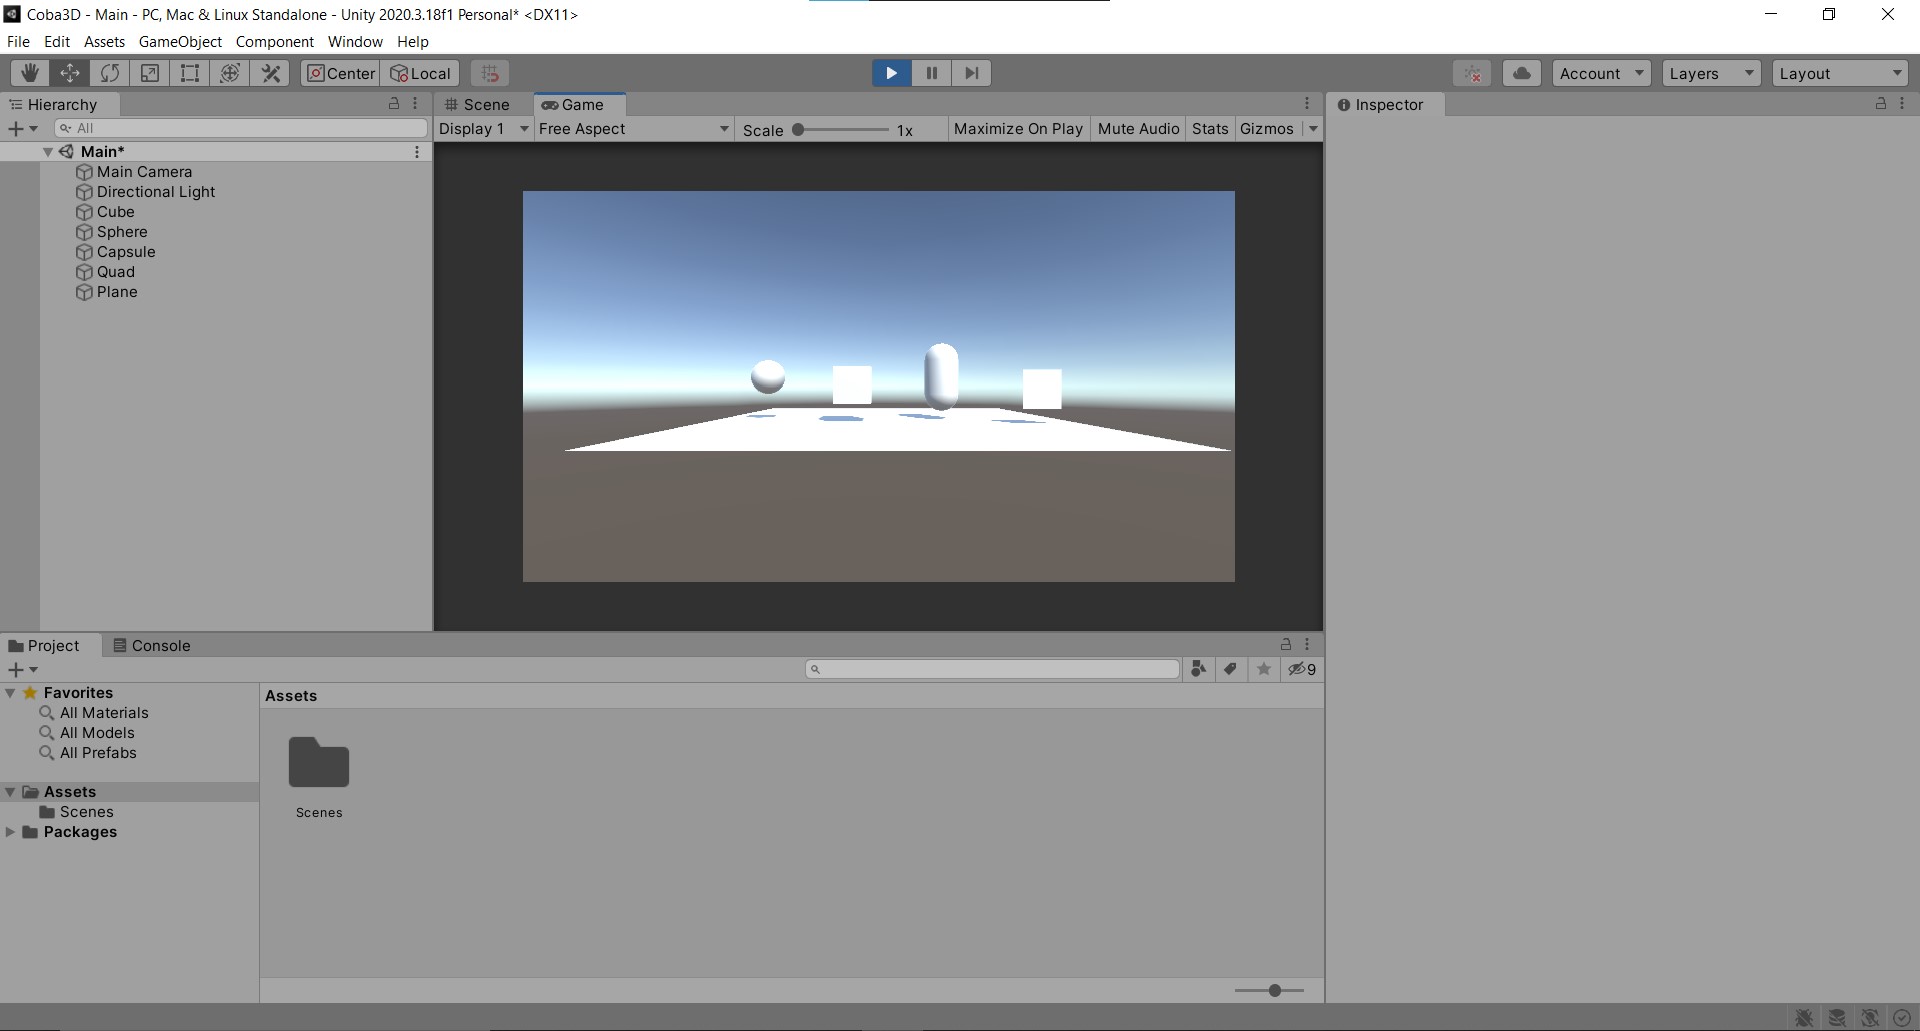 Coba3D - Main - PC, Mac & Linux Standalone - Unity 2020.3.18f1 Personal* <DX11>
File Edit Assets GameObject Component Window Help
Center Local Account Layers Layout
Hierarchy
All
Main*
Main Camera
Directional Light
Cube
Sphere
Capsule
Quad
Plane
Scene Game
Display 1 Free Aspect Scale 1x Maximize On Play Mute Audio Stats Gizmos
Inspector
Project Console
9
Favorites
All Materials
All Models
All Prefabs
Assets
Scenes
Packages
Assets
Scenes